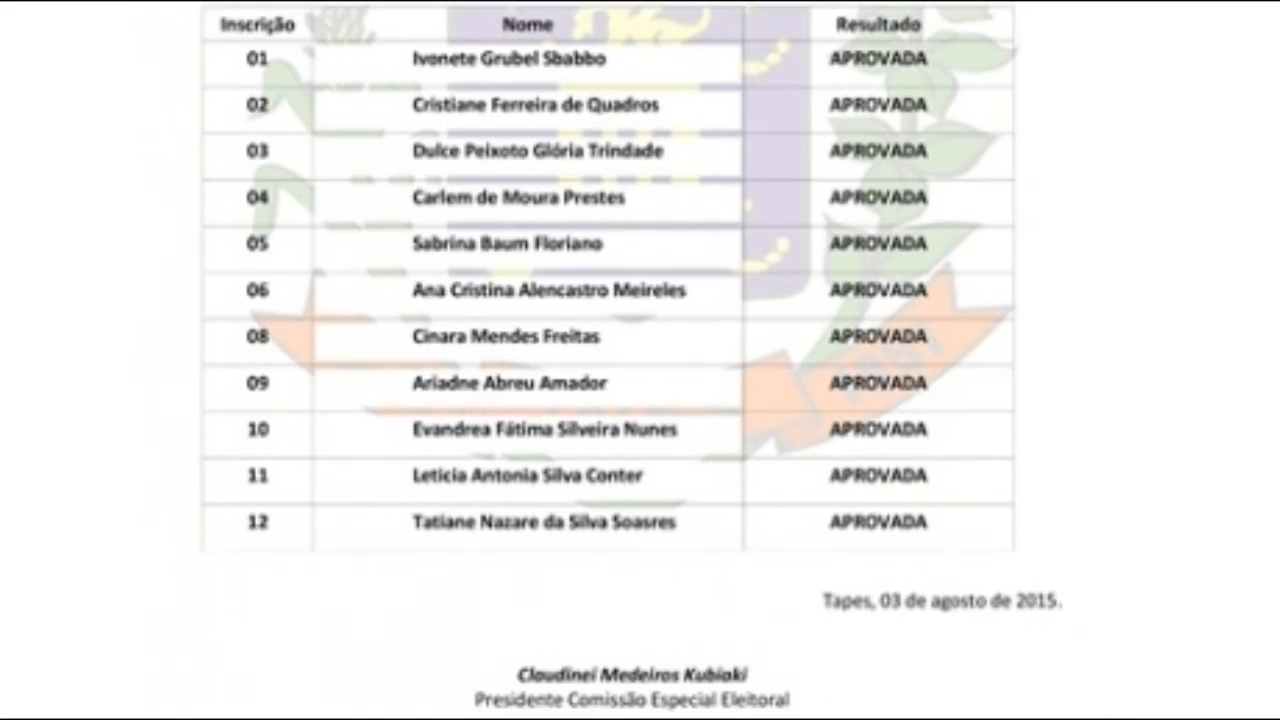 Inscrição Nome Resultado
01 Ivonete Grubel Sbabbo APROVADA
02 Cristiane Ferreira de Quadros APROVADA
03 Dulce Peixoto Glória Trindade APROVADA
04 Carlem de Moura Prestes APROVADA
05 Sabrina Baum Floriano APROVADA
06 Ana Cristina Alencastro Meireles APROVADA
08 Cinara Mendes Freitas APROVADA
09 Ariadne Abreu Amador APROVADA
10 Evandrea Fátima Silveira Nunes APROVADA
11 Leticia Antonia Silva Conter APROVADA
12 Tatiane Nazare da Silva Soasres APROVADA
Tapes, 03 de agosto de 2015.
Claudinei Medeiros Kubiaki
Presidente Comissão Especial Eleitoral